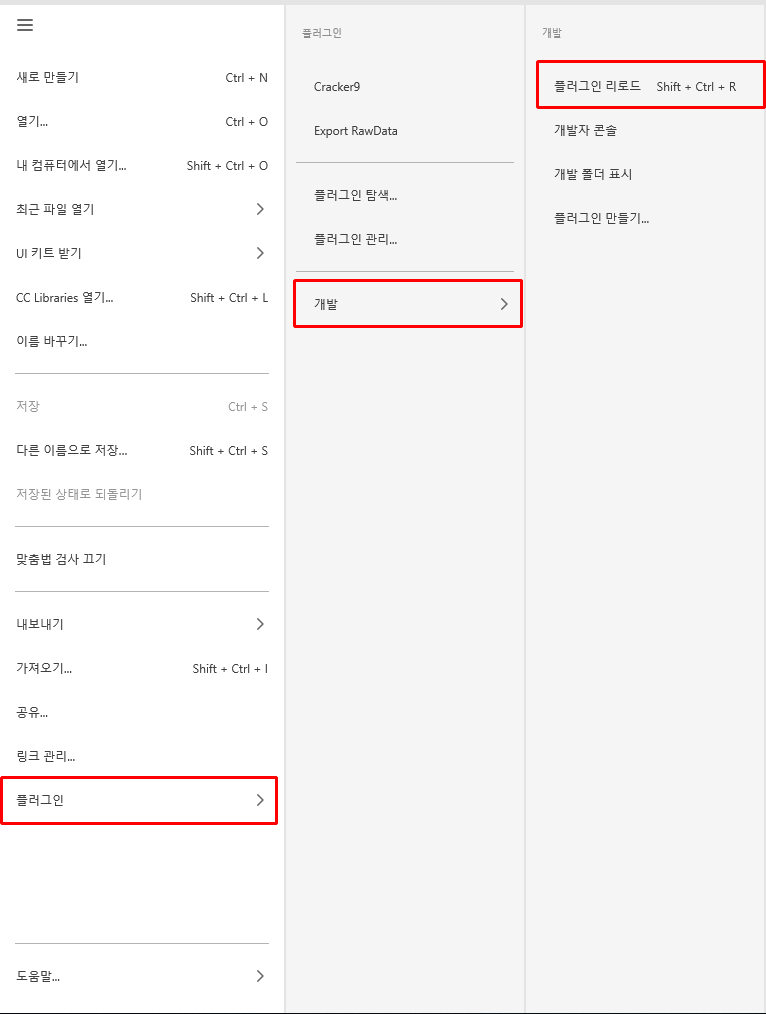 새로 만들기 Ctrl + N
열기... Ctrl + O
내 컴퓨터에서 열기... Shift + Ctrl + O
최근 파일 열기
UI 키트 받기
CC Libraries 열기... Shift + Ctrl + L
이름 바꾸기...
저장 Ctrl + S
다른 이름으로 저장... Shift + Ctrl + S
저장된 상태로 되돌리기
맞춤법 검사 끄기
내보내기
가져오기... Shift + Ctrl + I
공유...
링크 관리...
플러그인
도움말...
플러그인
Cracker9
Export RawData
플러그인 탐색...
플러그인 관리...
개발
개발
플러그인 리로드 Shift + Ctrl + R
개발자 콘솔
개발 폴더 표시
플러그인 만들기...